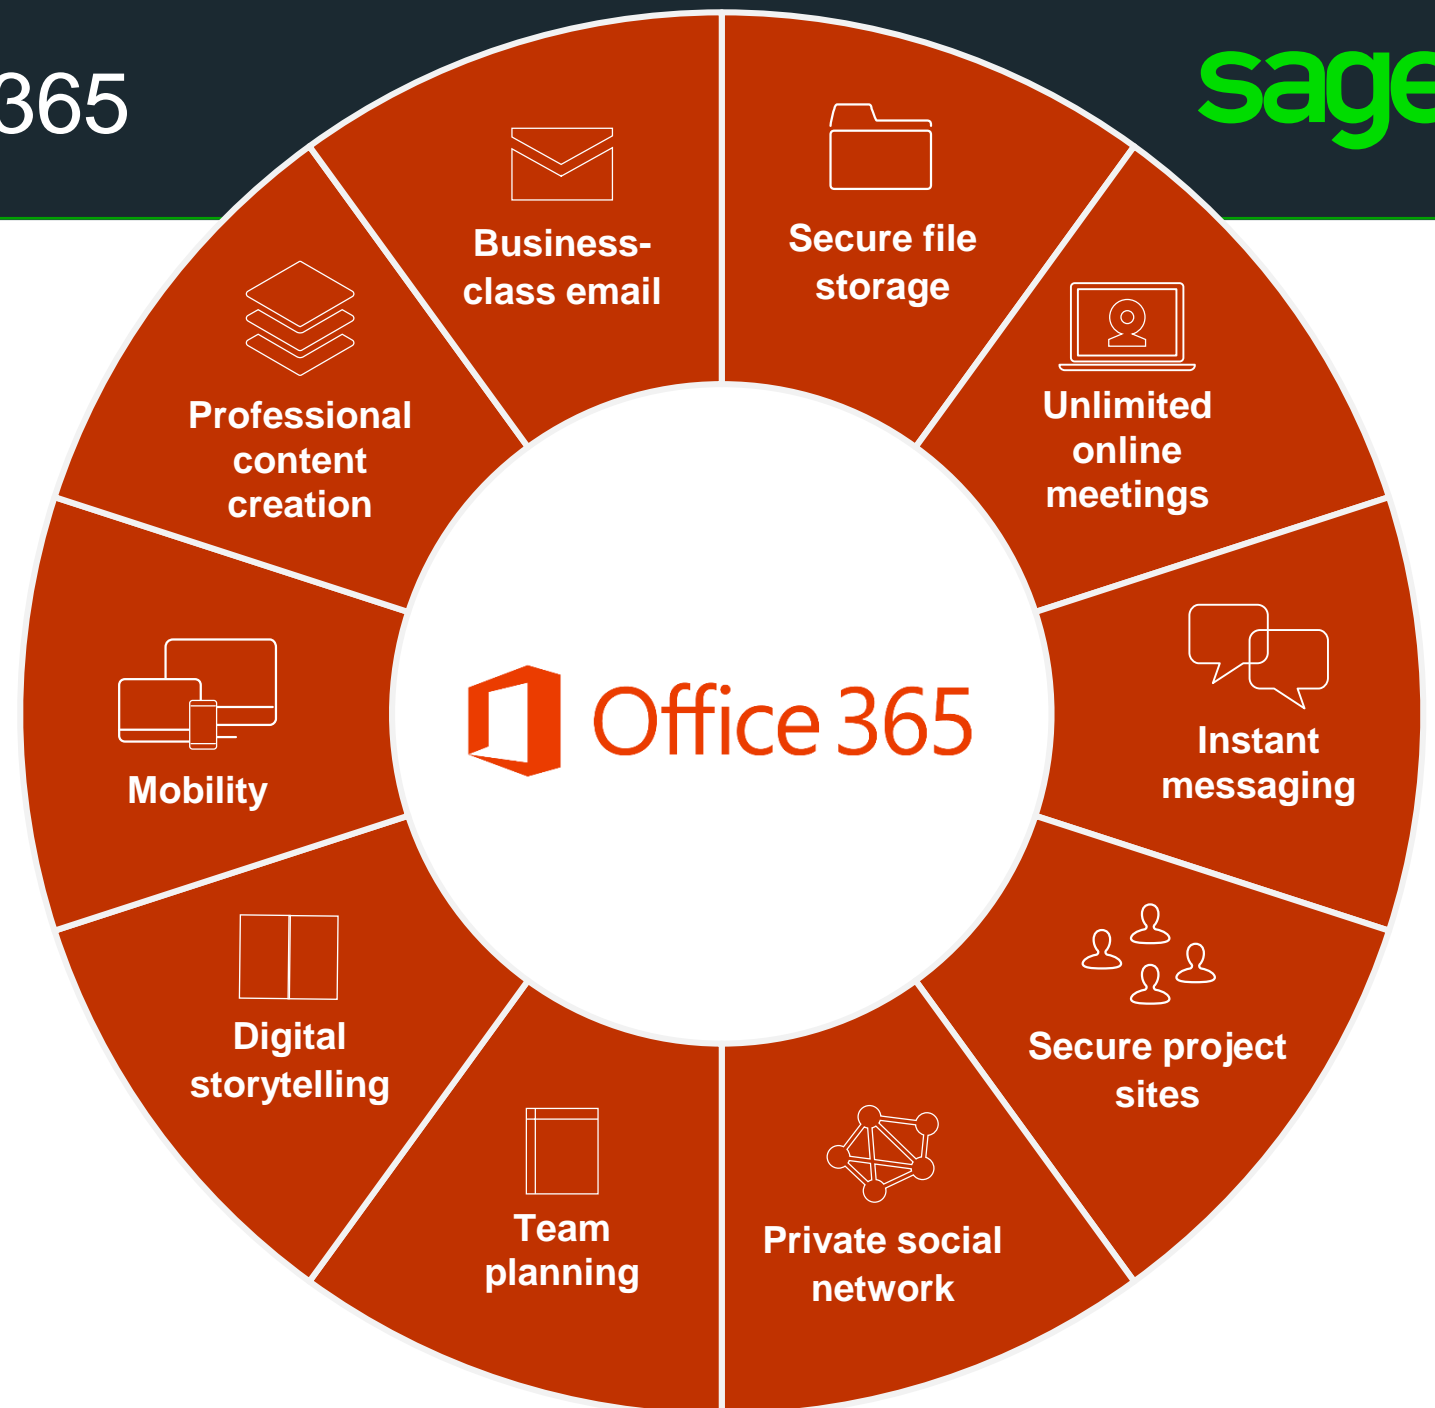 365
sage
Business-
class email
Secure file
storage
Unlimited
online
meetings
Professional
content
creation
Instant
messaging
Office 365
Mobility
Secure project
sites
Digital
storytelling
Private social
network
Team
planning